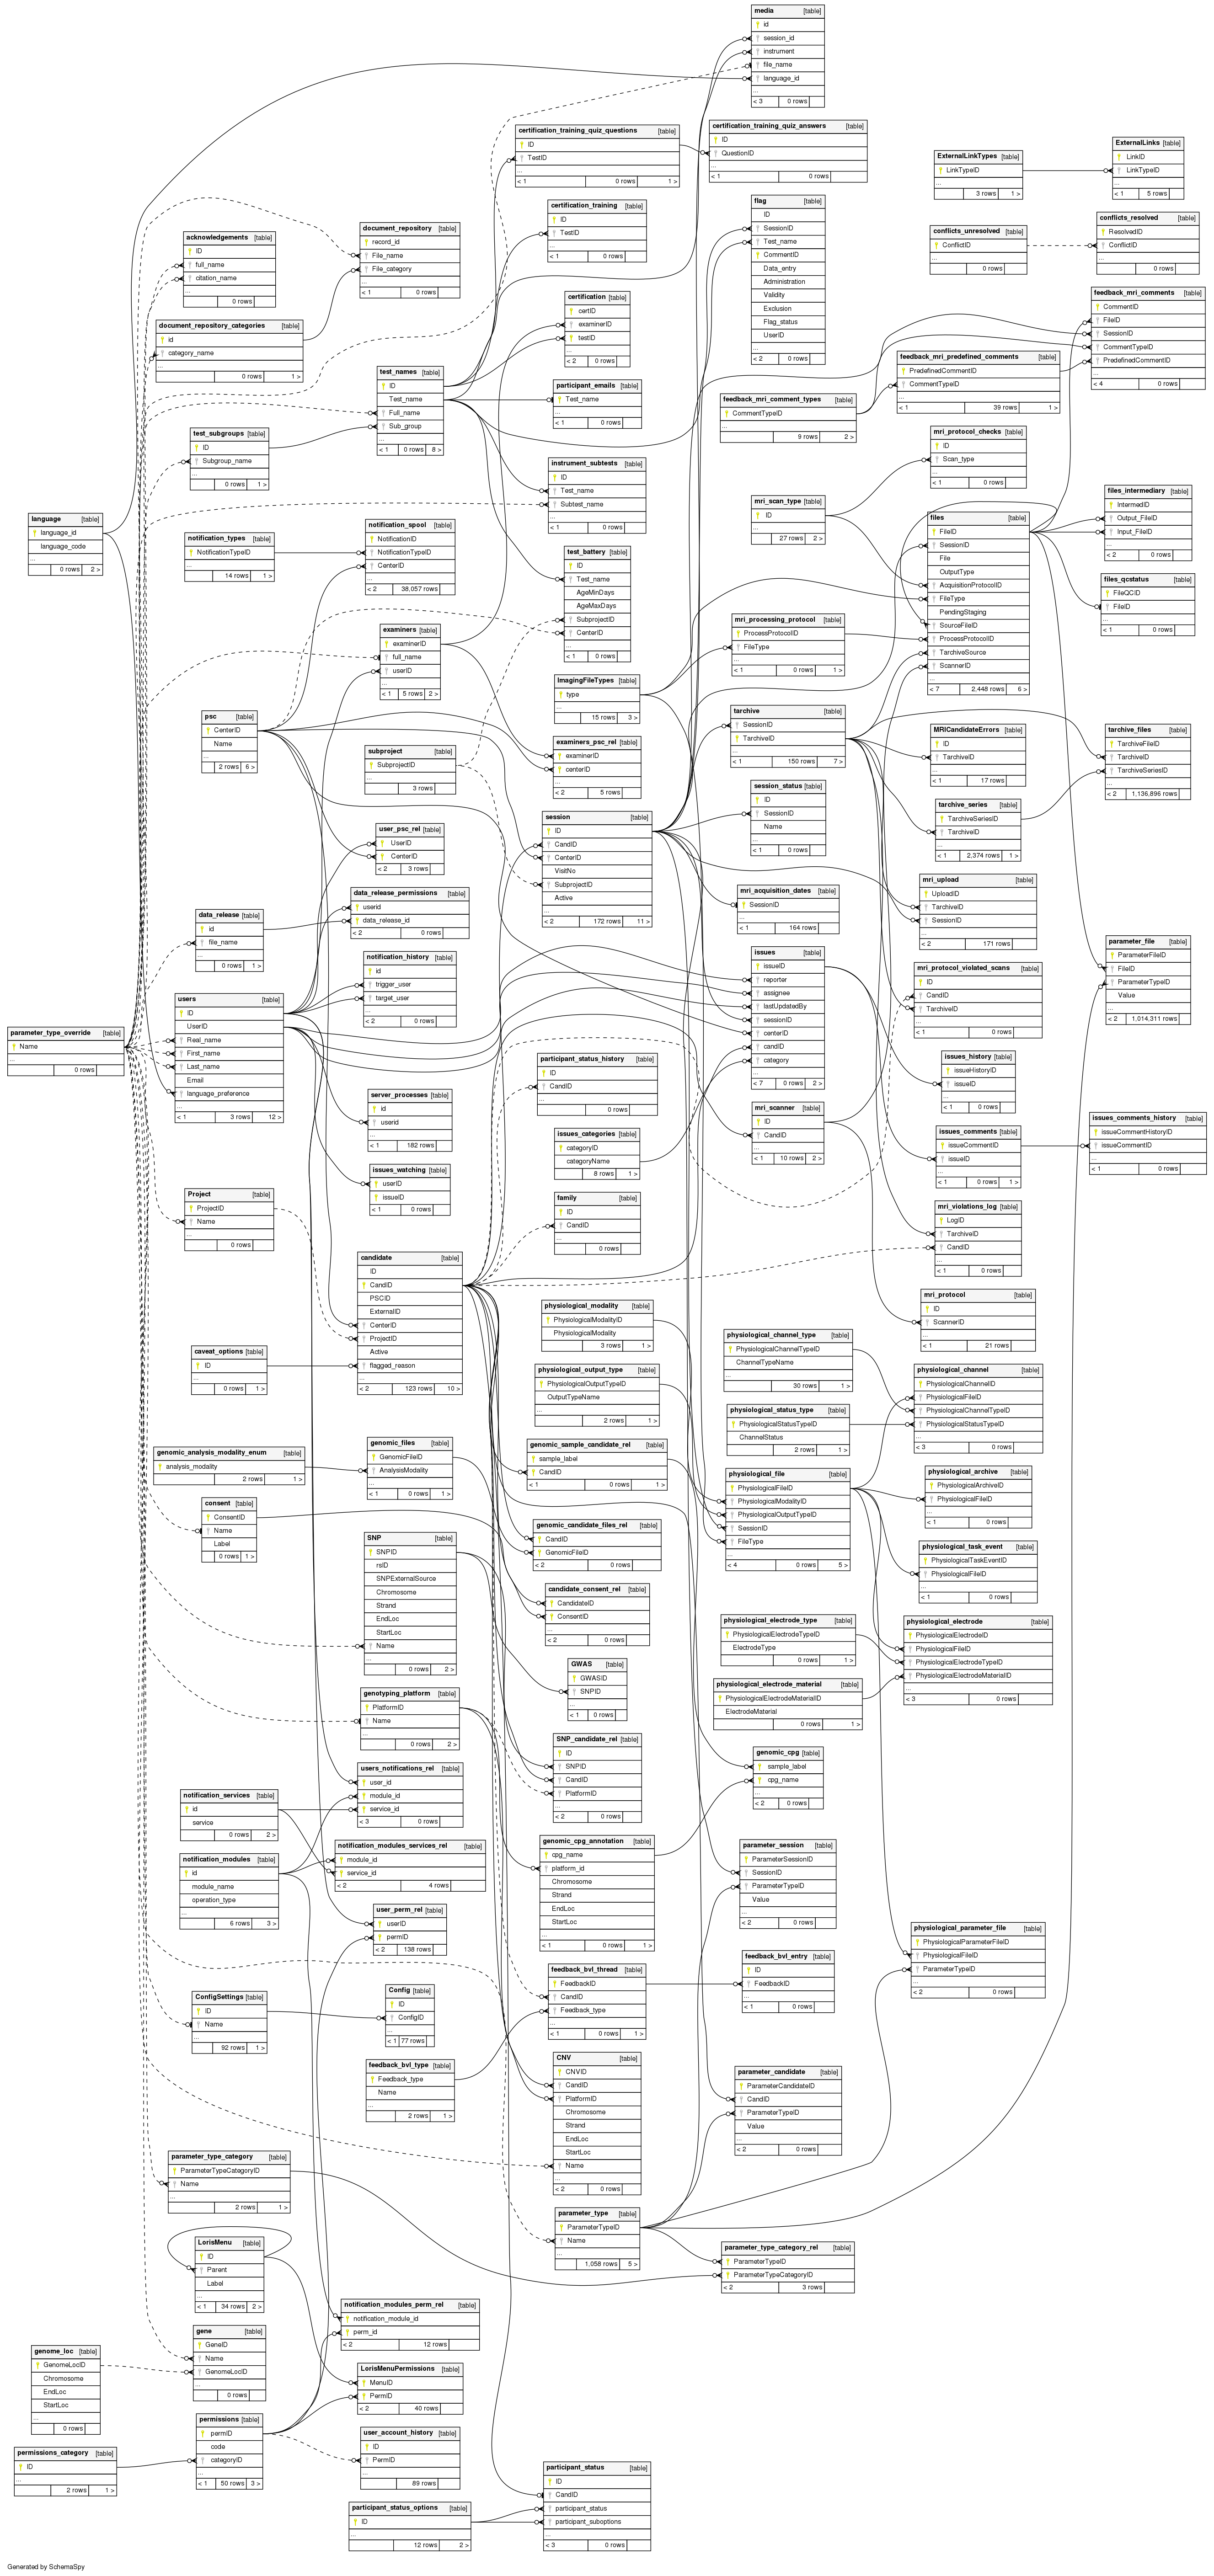 media [table]
id
session_id
instrument
file_name
language_id
...
< 3 0 rows
certification_training_quiz_questions [table]
ID
TestID
...
< 1 0 rows 1 >
certification_training_quiz_answers [table]
ID
QuestionID
...
< 1 0 rows
ExternalLinkTypes [table]
LinkTypeID
...
3 rows 1 >
ExternalLinks [table]
LinkID
LinkTypeID
...
< 1 5 rows
certification_training [table]
ID
TestID
...
< 1 0 rows
flag [table]
ID
SessionID
Test_name
CommentID
Data_entry
Administration
Validity
Exclusion
Flag_status
UserID
...
< 2 0 rows
conflicts_unresolved [table]
ConflictID
...
0 rows
conflicts_resolved [table]
ResolvedID
ConflictID
...
0 rows
acknowledgements [table]
ID
full_name
citation_name
...
0 rows
document_repository [table]
record_id
File_name
File_category
...
< 1 0 rows
document_repository_categories [table]
id
category_name
...
0 rows 1 >
certification [table]
certID
examinerID
testID
...
< 2 0 rows
feedback_mri_comments [table]
CommentID
FileID
SessionID
CommentTypeID
PredefinedCommentID
...
< 4 0 rows
feedback_mri_predefined_comments [table]
PredefinedCommentID
CommentTypeID
...
< 1 39 rows 1 >
feedback_mri_comment_types [table]
CommentTypeID
...
9 rows 2 >
test_names [table]
ID
Test_name
Full_name
Sub_group
...
< 1 0 rows 8 >
participant_emails [table]
Test_name
...
< 1 0 rows
test_subgroups [table]
ID
Subgroup_name
...
0 rows 1 >
instrument_subtests [table]
ID
Test_name
Subtest_name
...
< 1 0 rows
mri_protocol_checks [table]
ID
Scan_type
...
< 1 0 rows
mri_scan_type [table]
ID
...
27 rows 2 >
files_intermediary [table]
IntermedID
Output_FileID
Input_FileID
...
< 2 0 rows
language [table]
language_id
language_code
...
0 rows 2 >
notification_types [table]
NotificationTypeID
...
14 rows 1 >
notification_spool [table]
NotificationID
NotificationTypeID
CenterID
...
< 2 38,057 rows
test_battery [table]
ID
Test_name
AgeMinDays
AgeMaxDays
SubprojectID
CenterID
...
< 1 0 rows
files [table]
FileID
SessionID
File
OutputType
AcquisitionProtocolID
FileType
PendingStaging
SourceFileID
ProcessProtocolID
TarchiveSource
ScannerID
...
< 7 2,448 rows 6 >
files_qcstatus [table]
FileQCID
FileID
...
< 1 0 rows
examiners [table]
examinerID
full_name
userID
...
< 1 5 rows 2 >
mri_processing_protocol [table]
ProcessProtocolID
FileType
...
< 1 0 rows 1 >
ImagingFileTypes [table]
type
...
15 rows 3 >
psc [table]
CenterID
Name
...
2 rows 6 >
subproject [table]
SubprojectID
...
3 rows
examiners_psc_rel [table]
examinerID
centerID
...
< 2 5 rows
tarchive [table]
SessionID
TarchiveID
...
< 1 150 rows 7 >
MRICandidateErrors [table]
ID
TarchiveID
...
< 1 17 rows
tarchive_files [table]
TarchiveFileID
TarchiveID
TarchiveSeriesID
...
< 2 1,136,896 rows
session_status [table]
ID
SessionID
Name
...
< 1 0 rows
tarchive_series [table]
TarchiveSeriesID
TarchiveID
...
< 1 2,374 rows 1 >
user_psc_rel [table]
UserID
CenterID
< 2 3 rows
session [table]
ID
CandID
CenterID
VisitNo
SubprojectID
Active
...
< 2 172 rows 11 >
data_release_permissions [table]
userid
data_release_id
< 2 0 rows
data_release [table]
id
file_name
...
0 rows 1 >
mri_acquisition_dates [table]
SessionID
...
< 1 164 rows
mri_upload [table]
UploadID
TarchiveID
SessionID
...
< 2 171 rows
notification_history [table]
id
trigger_user
target_user
...
< 2 0 rows
issues [table]
issueID
reporter
assignee
lastUpdatedBy
sessionID
centerID
candID
category
...
< 7 0 rows 2 >
mri_protocol_violated_scans [table]
ID
CandID
TarchiveID
...
< 1 0 rows
parameter_file [table]
ParameterFileID
FileID
ParameterTypeID
Value
...
< 2 1,014,311 rows
parameter_type_override [table]
Name
...
0 rows
users [table]
ID
UserID
Real_name
First_name
Last_name
Email
language_preference
...
< 1 3 rows 12 >
participant_status_history [table]
ID
CandID
...
0 rows
issues_history [table]
issueHistoryID
issueID
...
< 1 0 rows
server_processes [table]
id
userid
...
< 1 182 rows
issues_categories [table]
categoryID
categoryName
8 rows 1 >
mri_scanner [table]
ID
CandID
...
< 1 10 rows 2 >
issues_comments [table]
issueCommentID
issueID
...
< 1 0 rows 1 >
issues_comments_history [table]
issueCommentHistoryID
issueCommentID
...
< 1 0 rows
issues_watching [table]
userID
issueID
< 1 0 rows
Project [table]
ProjectID
Name
...
0 rows
family [table]
ID
CandID
...
0 rows
mri_violations_log [table]
LogID
TarchiveID
CandID
...
< 1 0 rows
candidate [table]
ID
CandID
PSCID
ExternalID
CenterID
ProjectID
Active
flagged_reason
...
< 2 123 rows 10 >
mri_protocol [table]
ID
ScannerID
...
< 1 21 rows
physiological_modality [table]
PhysiologicalModalityID
PhysiologicalModality
3 rows 1 >
physiological_channel_type [table]
PhysiologicalChannelTypeID
ChannelTypeName
...
30 rows 1 >
caveat_options [table]
ID
...
0 rows 1 >
physiological_output_type [table]
PhysiologicalOutputTypeID
OutputTypeName
...
2 rows 1 >
physiological_channel [table]
PhysiologicalChannelID
PhysiologicalFileID
PhysiologicalChannelTypeID
PhysiologicalStatusTypeID
...
< 3 0 rows
physiological_status_type [table]
PhysiologicalStatusTypeID
ChannelStatus
2 rows 1 >
genomic_analysis_modality_enum [table]
analysis_modality
2 rows 1 >
genomic_files [table]
GenomicFileID
AnalysisModality
...
< 1 0 rows 1 >
genomic_sample_candidate_rel [table]
sample_label
CandID
< 1 0 rows 1 >
physiological_file [table]
PhysiologicalFileID
PhysiologicalModalityID
PhysiologicalOutputTypeID
SessionID
FileType
...
< 4 0 rows 5 >
physiological_archive [table]
PhysiologicalArchiveID
PhysiologicalFileID
...
< 1 0 rows
consent [table]
ConsentID
Name
Label
0 rows 1 >
SNP [table]
SNPID
rsID
SNPExternalSource
Chromosome
Strand
EndLoc
StartLoc
Name
...
0 rows 2 >
genomic_candidate_files_rel [table]
CandID
GenomicFileID
< 2 0 rows
physiological_task_event [table]
PhysiologicalTaskEventID
PhysiologicalFileID
...
< 1 0 rows
candidate_consent_rel [table]
CandidateID
ConsentID
...
< 2 0 rows
physiological_electrode_type [table]
PhysiologicalElectrodeTypeID
ElectrodeType
0 rows 1 >
physiological_electrode [table]
PhysiologicalElectrodeID
PhysiologicalFileID
PhysiologicalElectrodeTypeID
PhysiologicalElectrodeMaterialID
...
< 3 0 rows
GWAS [table]
GWASID
SNPID
...
< 1 0 rows
physiological_electrode_material [table]
PhysiologicalElectrodeMaterialID
ElectrodeMaterial
0 rows 1 >
genotyping_platform [table]
PlatformID
Name
...
0 rows 2 >
SNP_candidate_rel [table]
ID
SNPID
CandID
PlatformID
...
< 2 0 rows
genomic_cpg [table]
sample_label
cpg_name
...
< 2 0 rows
users_notifications_rel [table]
user_id
module_id
service_id
< 3 0 rows
notification_services [table]
id
service
0 rows 2 >
notification_modules_services_rel [table]
module_id
service_id
< 2 4 rows
genomic_cpg_annotation [table]
cpg_name
platform_id
Chromosome
Strand
EndLoc
StartLoc
...
< 1 0 rows 1 >
parameter_session [table]
ParameterSessionID
SessionID
ParameterTypeID
Value
...
< 2 0 rows
notification_modules [table]
id
module_name
operation_type
...
6 rows 3 >
user_perm_rel [table]
userID
permID
< 2 138 rows
physiological_parameter_file [table]
PhysiologicalParameterFileID
PhysiologicalFileID
ParameterTypeID
...
< 2 0 rows
feedback_bvl_thread [table]
FeedbackID
CandID
Feedback_type
...
< 1 0 rows 1 >
feedback_bvl_entry [table]
ID
FeedbackID
...
< 1 0 rows
ConfigSettings [table]
ID
Name
...
92 rows 1 >
Config [table]
ID
ConfigID
...
< 1 77 rows
feedback_bvl_type [table]
Feedback_type
Name
...
2 rows 1 >
CNV [table]
CNVID
CandID
PlatformID
Chromosome
Strand
EndLoc
StartLoc
Name
...
< 2 0 rows
parameter_candidate [table]
ParameterCandidateID
CandID
ParameterTypeID
Value
...
< 2 0 rows
parameter_type_category [table]
ParameterTypeCategoryID
Name
...
2 rows 1 >
parameter_type [table]
ParameterTypeID
Name
...
1,058 rows 5 >
parameter_type_category_rel [table]
ParameterTypeID
ParameterTypeCategoryID
< 2 3 rows
LorisMenu [table]
ID
Parent
Label
...
< 1 34 rows 2 >
notification_modules_perm_rel [table]
notification_module_id
perm_id
< 2 12 rows
genome_loc [table]
GenomeLocID
Chromosome
EndLoc
StartLoc
...
0 rows
gene [table]
GeneID
Name
GenomeLocID
...
0 rows
LorisMenuPermissions [table]
MenuID
PermID
< 2 40 rows
permissions [table]
permID
code
categoryID
...
< 1 50 rows 3 >
user_account_history [table]
ID
PermID
...
89 rows
permissions_category [table]
ID
...
2 rows 1 >
participant_status [table]
ID
CandID
participant_status
participant_suboptions
...
< 3 0 rows
participant_status_options [table]
ID
...
12 rows 2 >
Generated by SchemaSpy